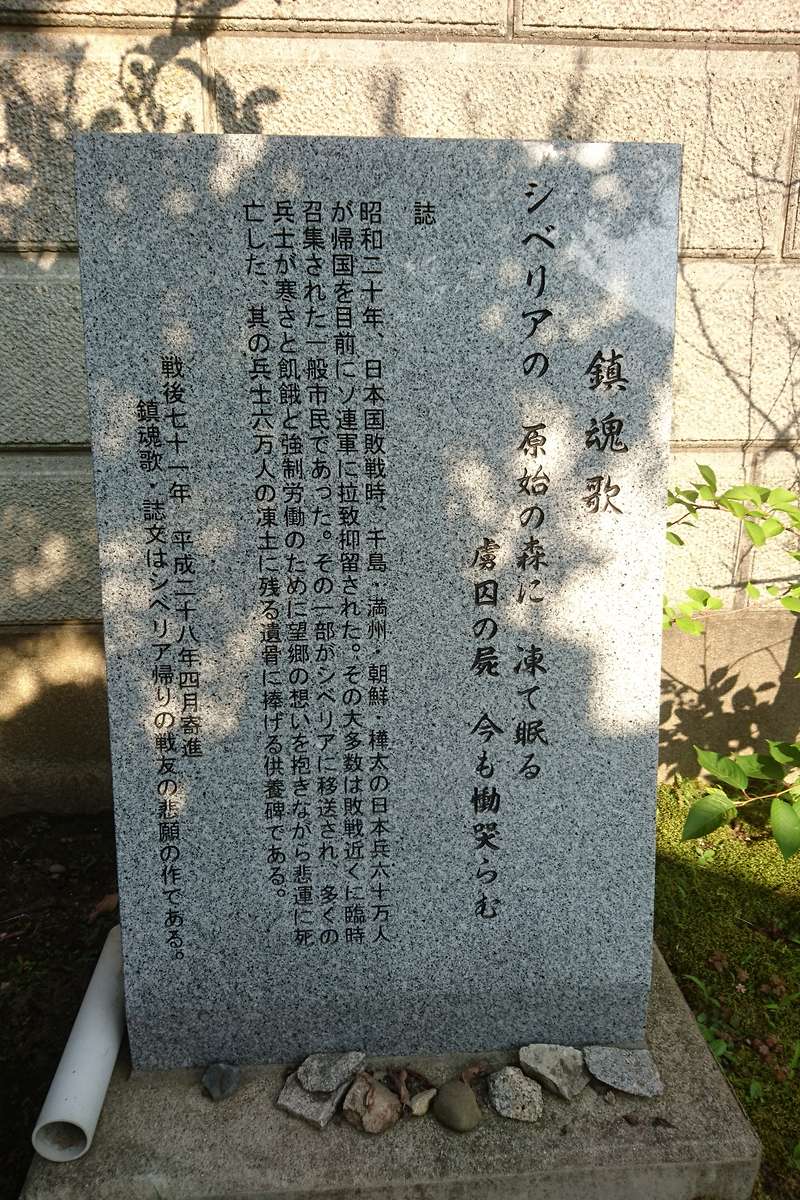 鎮魂歌
シベリアの 原始の森に 凍て眠る
虜囚の屍 今も慟哭らむ
誌
昭和二十年、日本国敗戦時、千島・満州・朝鮮・樺太の日本兵六十万人
が帰国を目前にソ連軍に拉致抑留された。その大多数は敗戦近くに臨時
召集された一般市民であった。その一部がシベリアに移送され、多くの
兵士が寒さと飢餓と強制労働のために望郷の想いを抱きながら悲運に死
亡した、其の兵士六万人の凍土に残る遺骨に捧げる供養碑である。
戦後七十一年 平成二十八年四月寄進
鎮魂歌・誌文はシベリア帰りの戦友の悲願の作である。